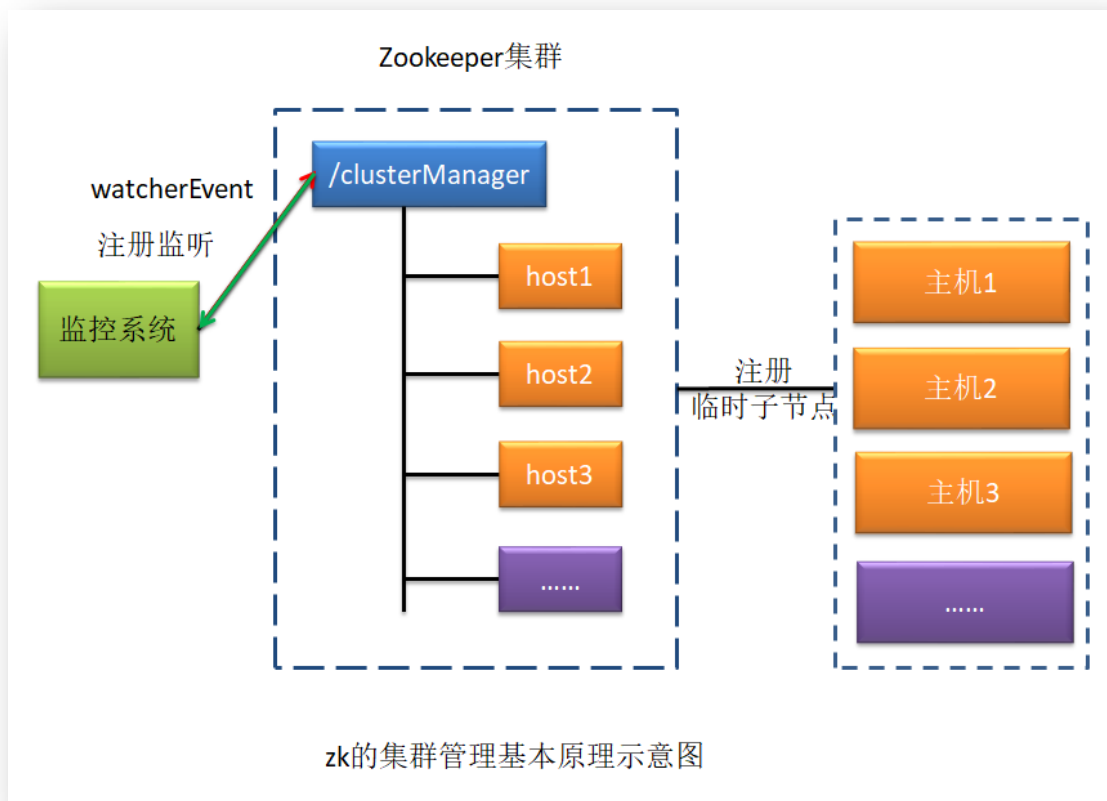 Zookeeper集群
/clusterManager
watcherEvent
注册监听
监控系统
host1
host2
host3
......
注册
临时子节点
主机1
主机2
主机3
......
zk的集群管理基本原理示意图